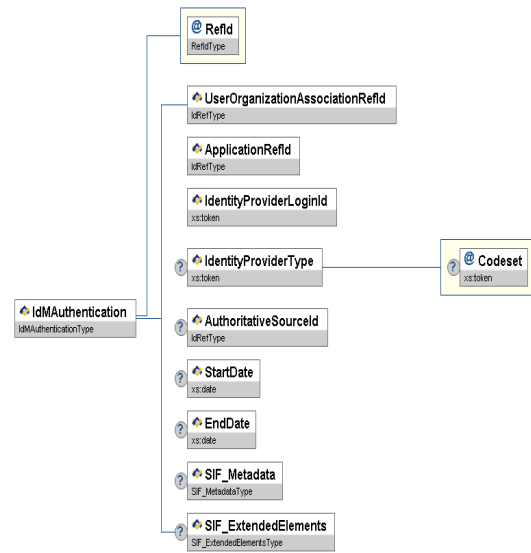 @ RefId
RefIdType
UserOrganizationAssociationRefId
IdRefType
ApplicationRefId
IdRefType
IdentityProviderLoginId
xs:token
? IdentityProviderType
xs:token
? @ Codeset
xs:token
IdMAuthentication
IdMAuthenticationType
? AuthoritativeSourceId
IdRefType
? StartDate
xs:date
? EndDate
xs:date
? SIF_Metadata
SIF_MetadataType
? SIF_ExtendedElements
SIF_ExtendedElementsType